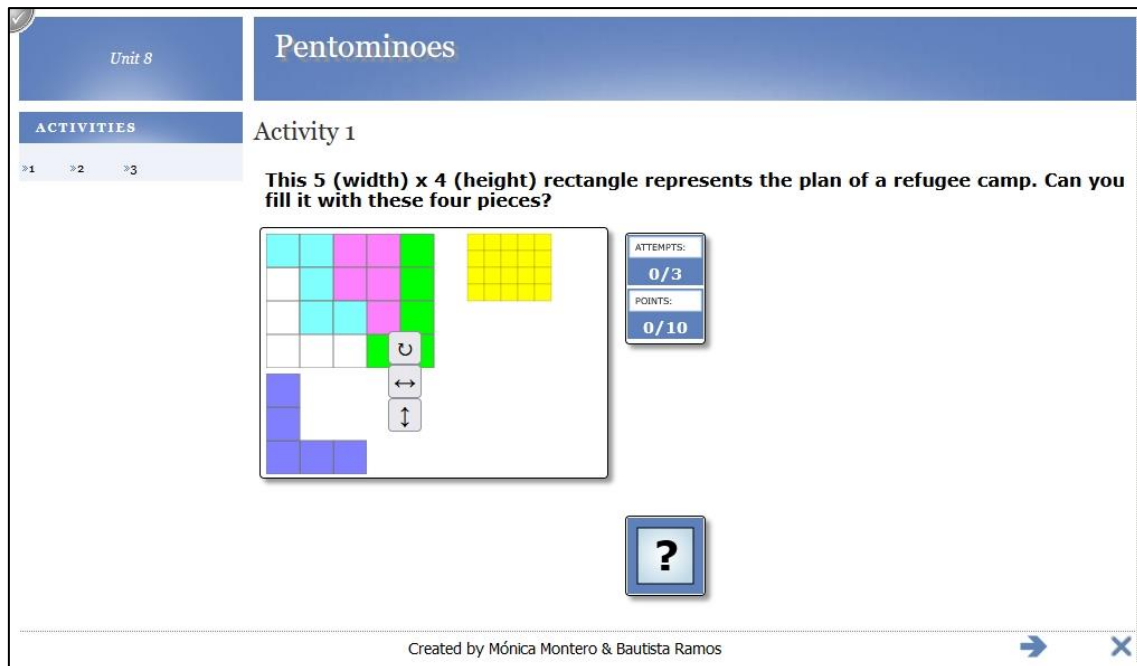 Unit 8
Pentominoes
ACTIVITIES
»1 »2 »3
Activity 1
This 5 (width) x 4 (height) rectangle represents the plan of a refugee camp. Can you
fill it with these four pieces?
ATTEMPTS:
0/3
POINTS:
0/10
?
Created by Mónica Montero & Bautista Ramos